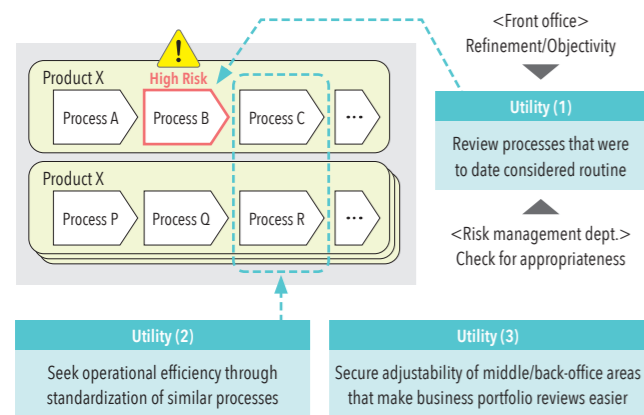 <Front office>
Refinement/Objectivity
!
High Risk
Product X
Process A
Process B
Process C
...
Product X
Process P
Process Q
Process R
...
Utility (1)
Review processes that were
to date considered routine
<Risk management dept.>
Check for appropriateness
Utility (2)
Seek operational efficiency through
standardization of similar processes
Utility (3)
Secure adjustability of middle/back-office areas
that make business portfolio reviews easier